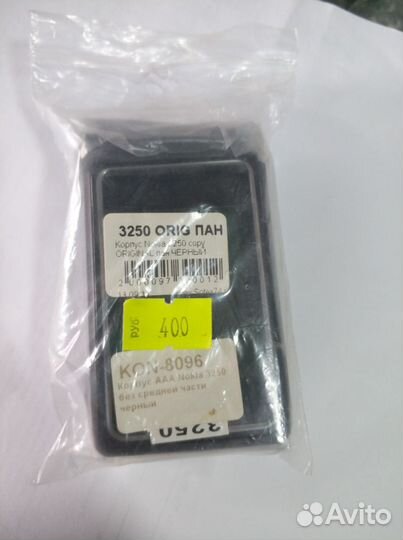 3250 ORIG ПАН
Корпус Nokia 3250 copy
ORIGINAL пан ЧЕРНЫЙ
руб
400
KON-8096
Корпус AAA Nokia 3250
без средней части
черный
3250
Avito